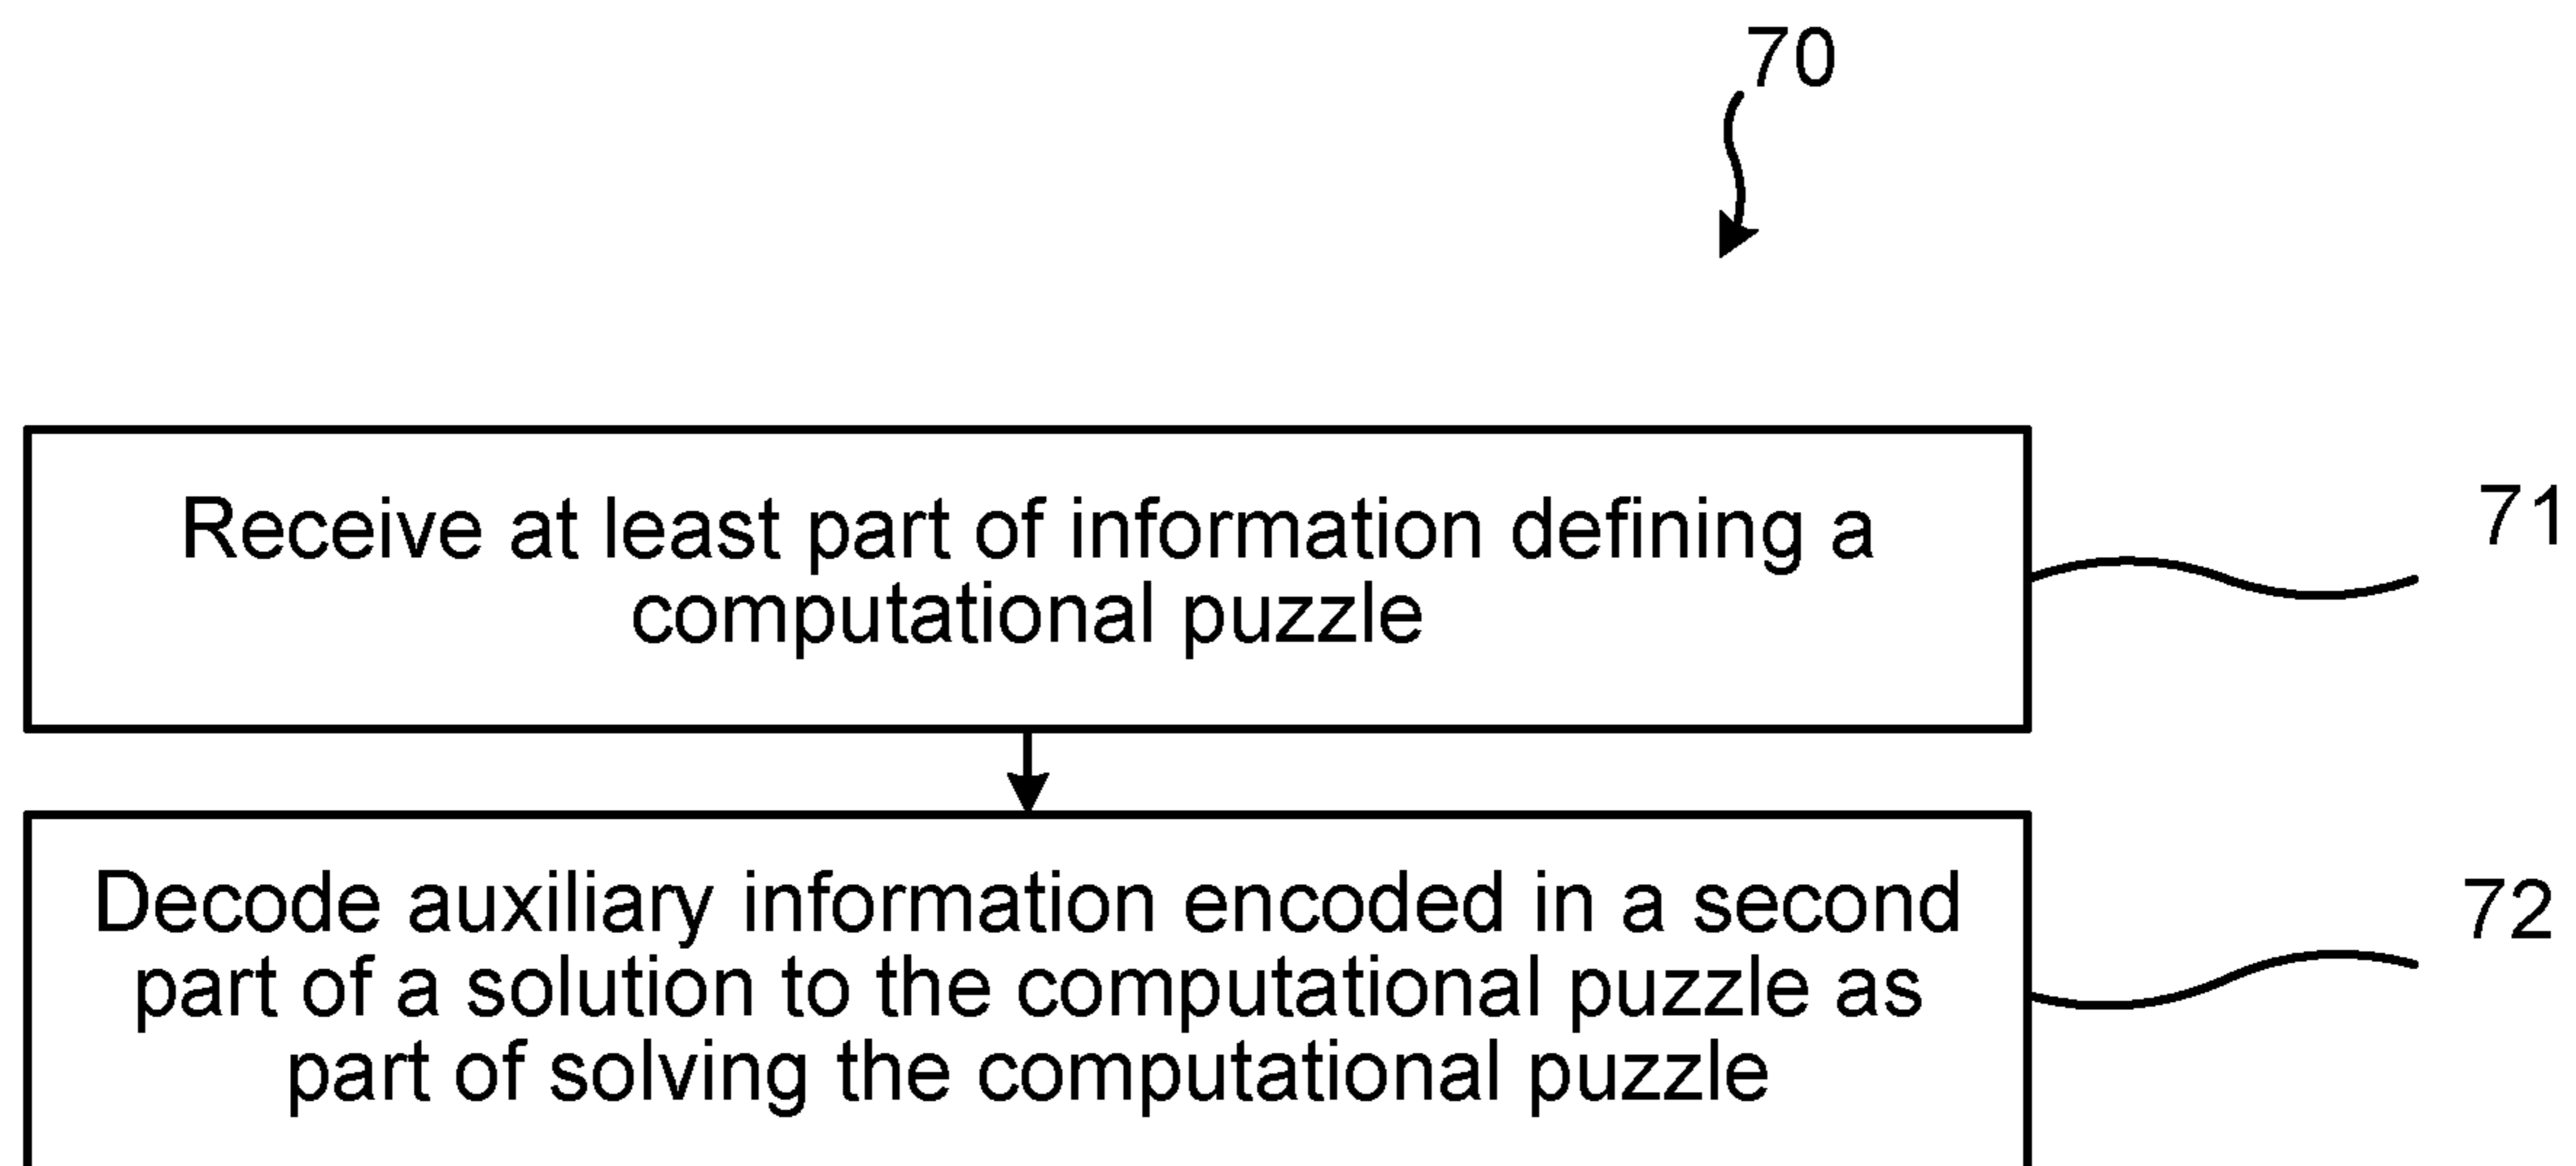 70
Receive at least part of information defining a
computational puzzle
71
Decode auxiliary information encoded in a second
part of a solution to the computational puzzle as
part of solving the computational puzzle
72